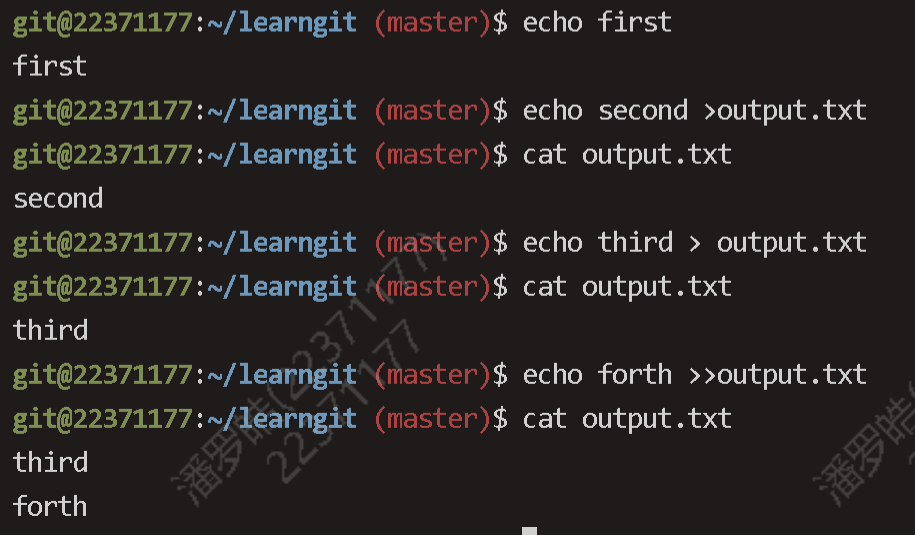 git@22371177:~/learngit (master)$ echo first
first
git@22371177:~/learngit (master)$ echo second >output.txt
git@22371177:~/learngit (master)$ cat output.txt
second
git@22371177:~/learngit (master)$ echo third > output.txt
git@22371177:~/learngit (master)$ cat output.txt
third
git@22371177:~/learngit (master)$ echo forth >>output.txt
git@22371177:~/learngit (master)$ cat output.txt
third
forth
潘罗皓(22371177)
22371177
潘罗皓(